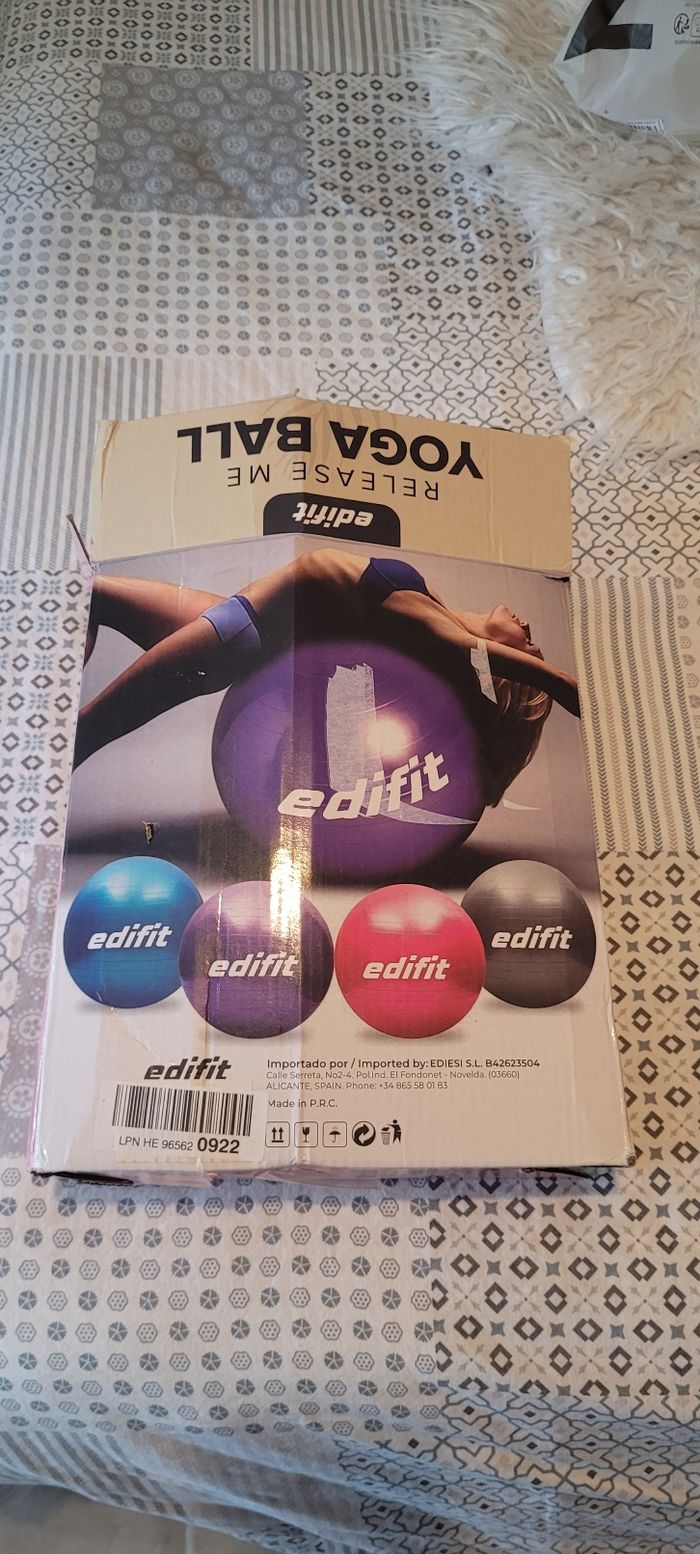 YOGA BALL
RELEASE ME
edifit
edifit
edifit
edifit
edifit
edifit
edifit
Importado por / Imported by: EDIESI S.L. B42623504
Calle Serreta, No2-4. Pol.Ind. El Fondonet - Novelda. (03660)
ALICANTE, SPAIN. Phone: +34 865 58 01 83
Made in P.R.C.
LPN HE 96562 0922